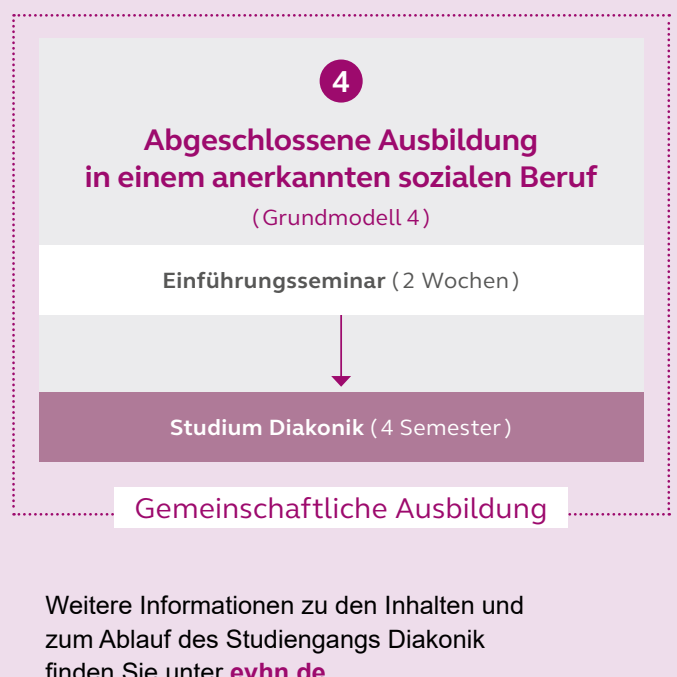 4
Abgeschlossene Ausbildung
in einem anerkannten sozialen Beruf
(Grundmodell 4)
Einführungsseminar (2 Wochen)
Studium Diakonik (4 Semester)
Gemeinschaftliche Ausbildung
Weitere Informationen zu den Inhalten und
zum Ablauf des Studiengangs Diakonik
finden Sie unter evhn.de